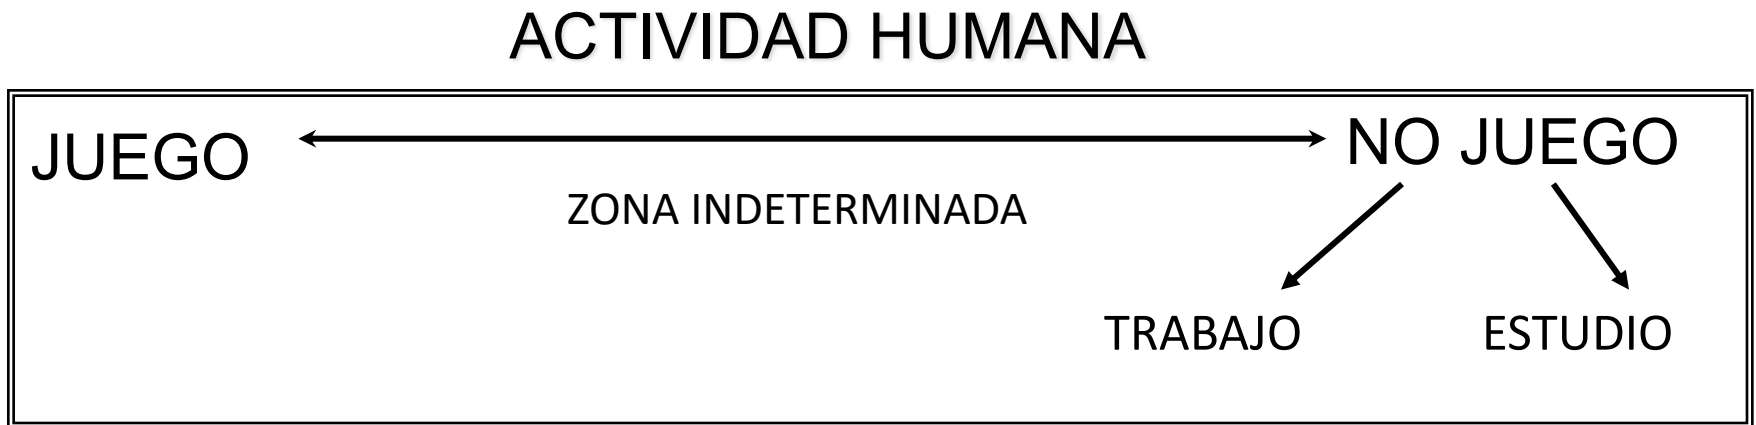 ACTIVIDAD HUMANA
JUEGO
NO JUEGO
ZONA INDETERMINADA
TRABAJO
ESTUDIO